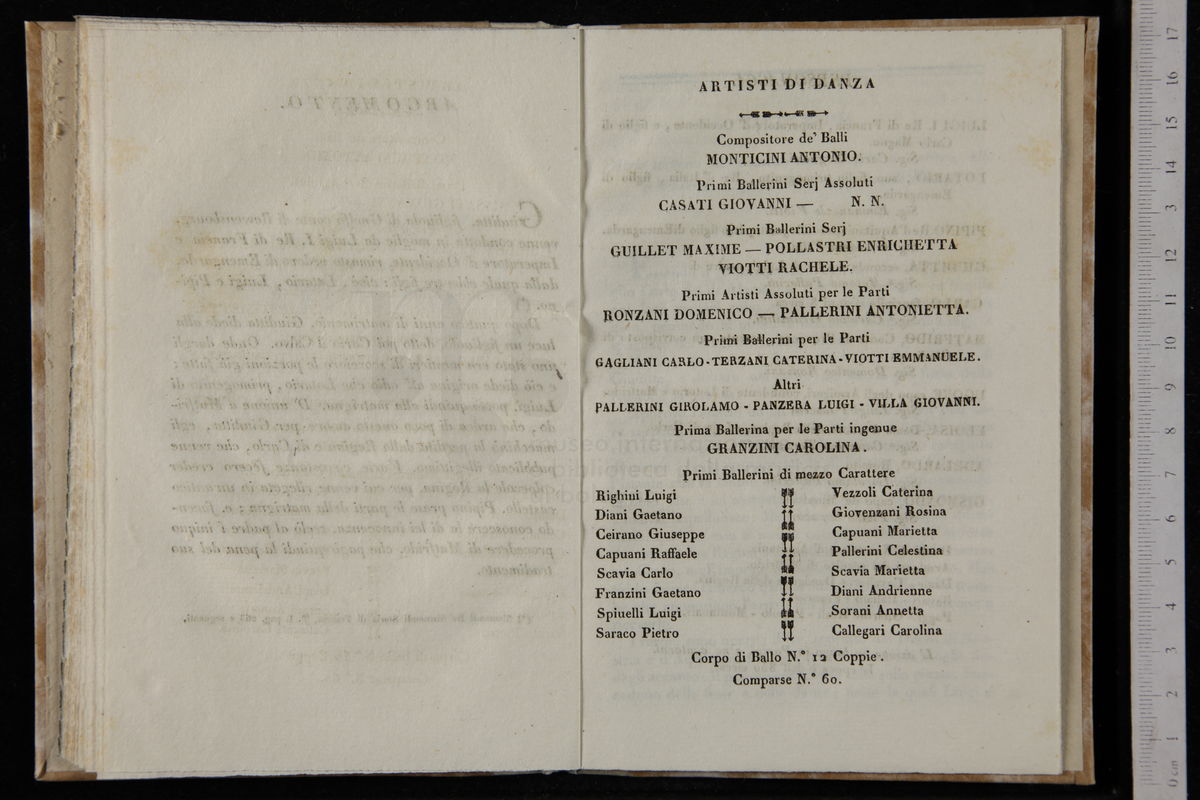 ARTISTI DI DANZA
Compositore de' Balli
MONTICINI ANTONIO.
Primi Ballerini Serj Assoluti
CASATI GIOVANNI — N. N.
Primi Ballerini Serj
GUILLET MAXIME — POLLASTRI ENRICHETTA
VIOTTI RACHELE.
Primi Artisti Assoluti per le Parti
RONZANI DOMENICO — PALLERINI ANTONIETTA.
Primi Ballerini per le Parti
GAGLIANI CARLO - TERZANI CATERINA - VIOTTI EMMANUELE.
Altri
PALLERINI GIROLAMO - PANZERA LUIGI - VILLA GIOVANNI.
Prima Ballerina per le Parti ingenue
GRANZINI CAROLINA.
Primi Ballerini di mezzo Carattere
Righini Luigi Vezzoli Caterina
Diani Gaetano Giovenzani Rosina
Ceirano Giuseppe Capuani Marietta
Capuani Raffaele Pallerini Celestina
Scavia Carlo Scavia Marietta
Franzini Gaetano Diani Andrienne
Spinelli Luigi Sorani Annetta
Saraco Pietro Callegari Carolina
Corpo di Ballo N.° 12 Coppie.
Comparse N.° 60.